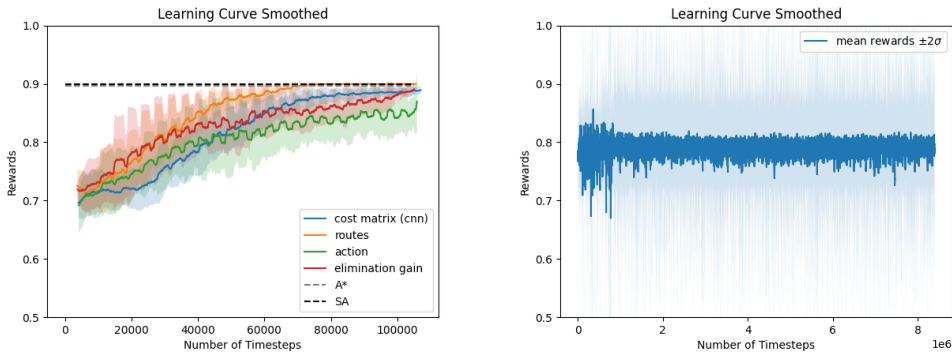 Learning Curve Smoothed
1.0
0.9
0.8
0.7
0.6
0.5
Rewards
cost matrix (cnn)
routes
action
elimination gain
A*
SA
0 20000 40000 60000 80000 100000
Number of Timesteps
Learning Curve Smoothed
1.0
0.9
0.8
0.7
0.6
0.5
Rewards
mean rewards ±2σ
0 2 4 6 8
1e6
Number of Timesteps